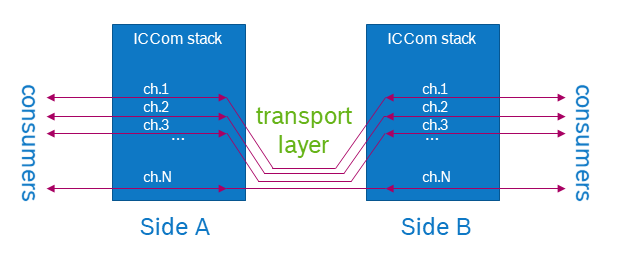 ICCom stack
ch.1
ch.2
ch.3
...
ch.N
consumers
Side A
transport
layer
ICCom stack
ch.1
ch.2
ch.3
...
ch.N
consumers
Side B